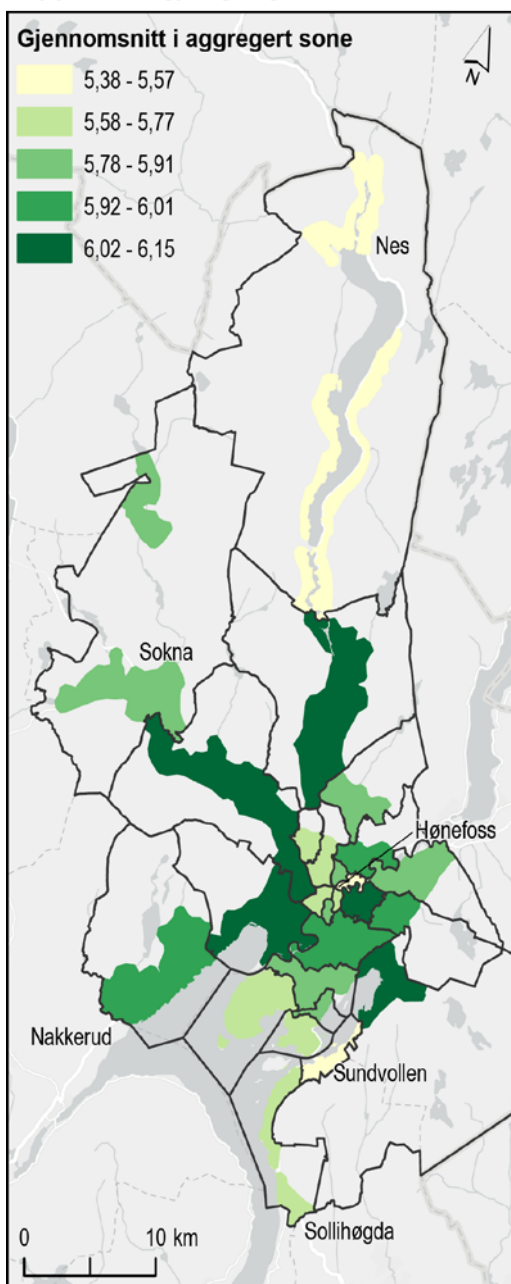 Gjennomsnitt i aggregert sone
5,38 - 5,57
5,58 - 5,77
5,78 - 5,91
5,92 - 6,01
6,02 - 6,15
N
Nes
Sokna
Hønefoss
Nakkerud
Sundvollen
Sollihøgda
0 10 km